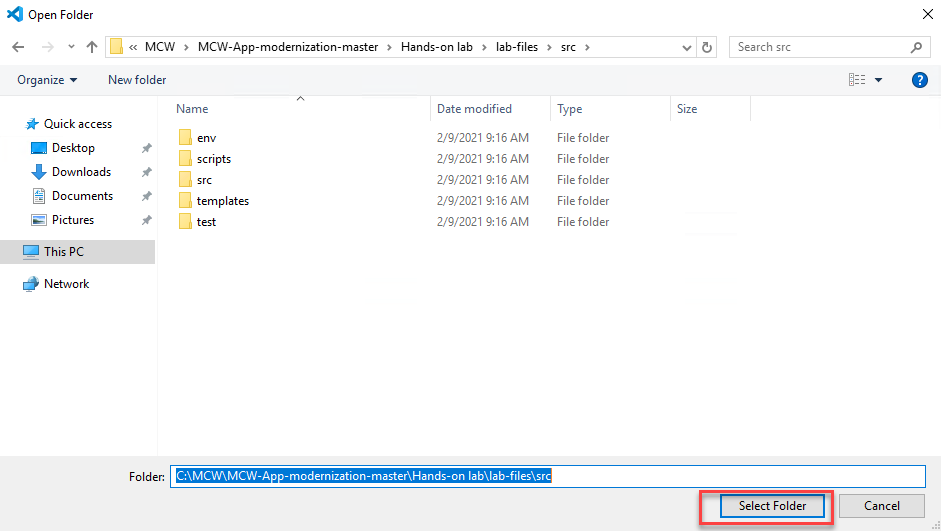 Open Folder
« MCW > MCW-App-modernization-master > Hands-on lab > lab-files > src >
Search src
Organize New folder
?
Name Date modified Type Size
Quick access
Desktop
Downloads
Documents
Pictures
This PC
Network
env 2/9/2021 9:16 AM File folder
scripts 2/9/2021 9:16 AM File folder
src 2/9/2021 9:16 AM File folder
templates 2/9/2021 9:16 AM File folder
test 2/9/2021 9:16 AM File folder
Folder: C:\MCW\MCW-App-modernization-master\Hands-on lab\lab-files\src
Select Folder Cancel